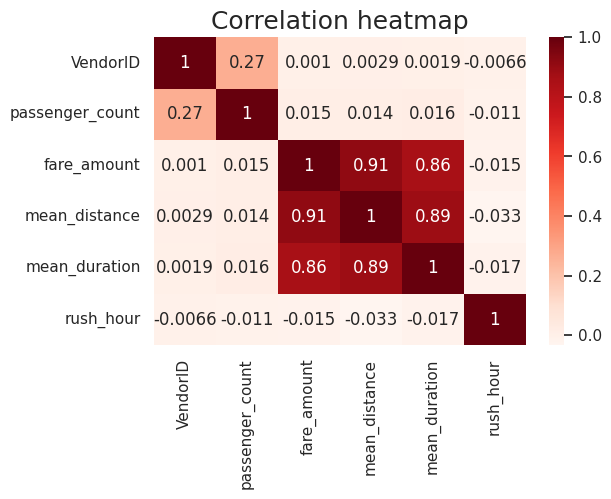 Correlation heatmap
VendorID 1 0.27 0.001 0.0029 0.0019 -0.0066
passenger_count 0.27 1 0.015 0.014 0.016 -0.011
fare_amount 0.001 0.015 1 0.91 0.86 -0.015
mean_distance 0.0029 0.014 0.91 1 0.89 -0.033
mean_duration 0.0019 0.016 0.86 0.89 1 -0.017
rush_hour -0.0066 -0.011 -0.015 -0.033 -0.017 1
VendorID
passenger_count
fare_amount
mean_distance
mean_duration
rush_hour
1.0
0.8
0.6
0.4
0.2
0.0